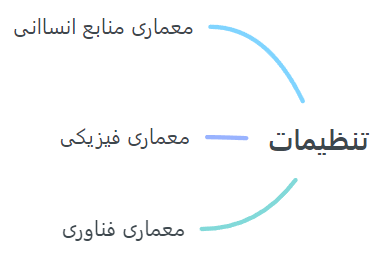 معماری منابع انسانی
تنظیمات
معماری فیزیکی
معماری فناوری